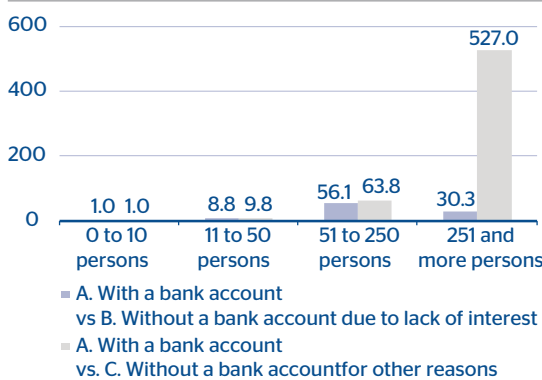 600
527.0
400
200
56.1 63.8
30.3
8.8 9.8
1.0 1.0
0
0 to 10 11 to 50 51 to 250 251 and
persons persons persons more persons
A. With a bank account
vs B. Without a bank account due to lack of interest
A. With a bank account
vs. C. Without a bank accountfor other reasons